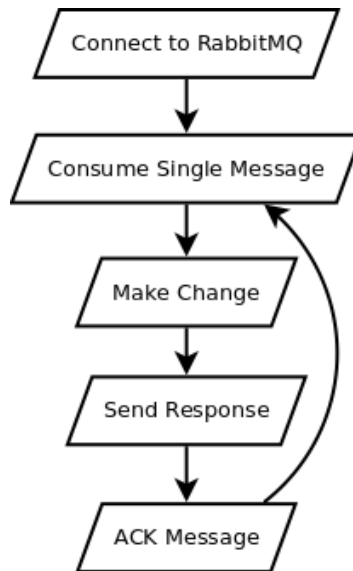 Connect to RabbitMQ
Consume Single Message
Make Change
Send Response
ACK Message